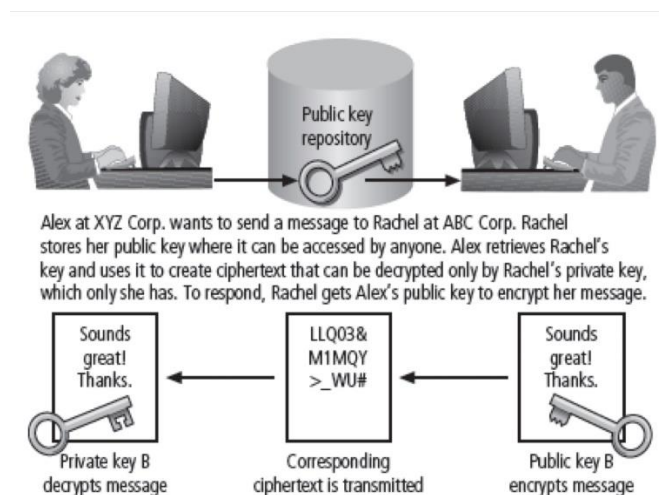 Public key
repository
Alex at XYZ Corp. wants to send a message to Rachel at ABC Corp. Rachel
stores her public key where it can be accessed by anyone. Alex retrieves Rachel's
key and uses it to create ciphertext that can be decrypted only by Rachel's private key,
which only she has. To respond, Rachel gets Alex's public key to encrypt her message.
Sounds
great!
Thanks.
LLQ03&
M1MQY
>_WU#
Sounds
great!
Thanks.
Private key B
decrypts message
Corresponding
ciphertext is transmitted
Public key B
encrypts message